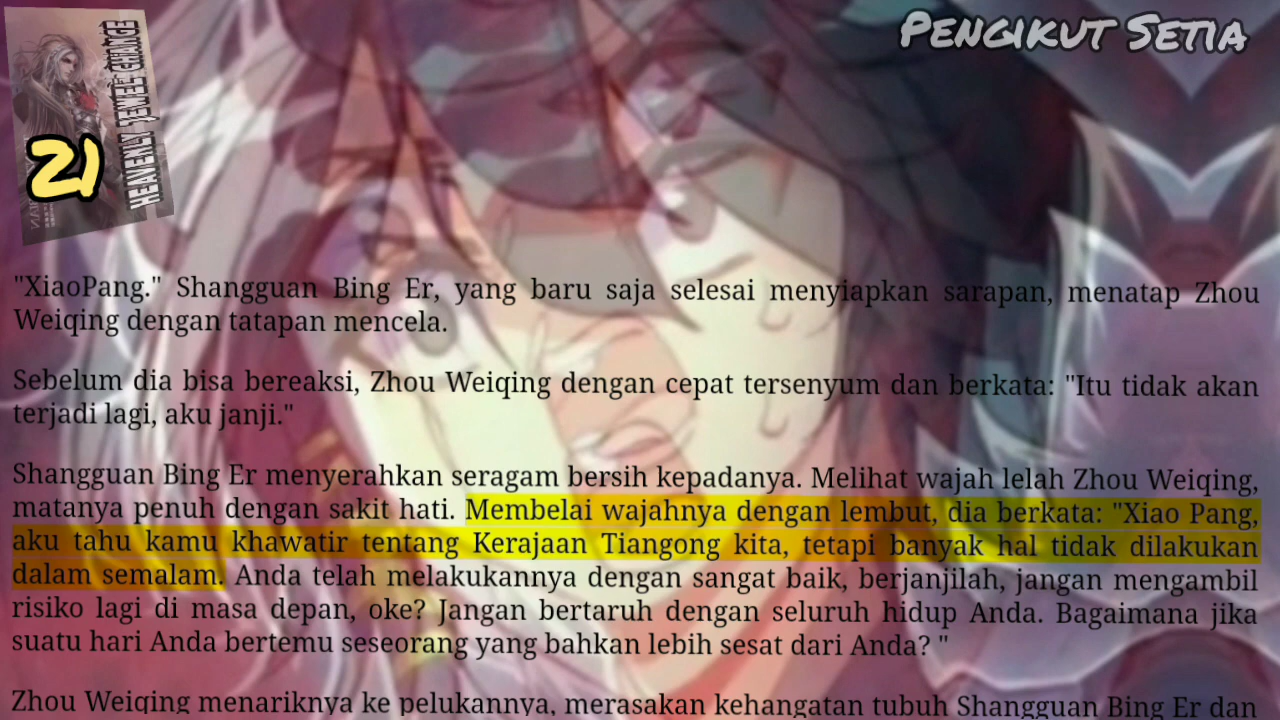 Pengikut Setia
HEAVENLY JEWEL CHANGE
21
"XiaoPang." Shangguan Bing Er, yang baru saja selesai menyiapkan sarapan, menatap Zhou
Weiqing dengan tatapan mencela.
Sebelum dia bisa bereaksi, Zhou Weiqing dengan cepat tersenyum dan berkata: "Itu tidak akan
terjadi lagi, aku janji."
Shangguan Bing Er menyerahkan seragam bersih kepadanya. Melihat wajah lelah Zhou Weiqing,
matanya penuh dengan sakit hati. Membelai wajahnya dengan lembut, dia berkata: "Xiao Pang,
aku tahu kamu khawatir tentang Kerajaan Tiangong kita, tetapi banyak hal tidak dilakukan
dalam semalam. Anda telah melakukannya dengan sangat baik, berjanjilah, jangan mengambil
risiko lagi di masa depan, oke? Jangan bertaruh dengan seluruh hidup Anda. Bagaimana jika
suatu hari Anda bertemu seseorang yang bahkan lebih sesat dari Anda? "
Zhou Weiqing menariknya ke pelukannya, merasakan kehangatan tubuh Shangguan Bing Er dan